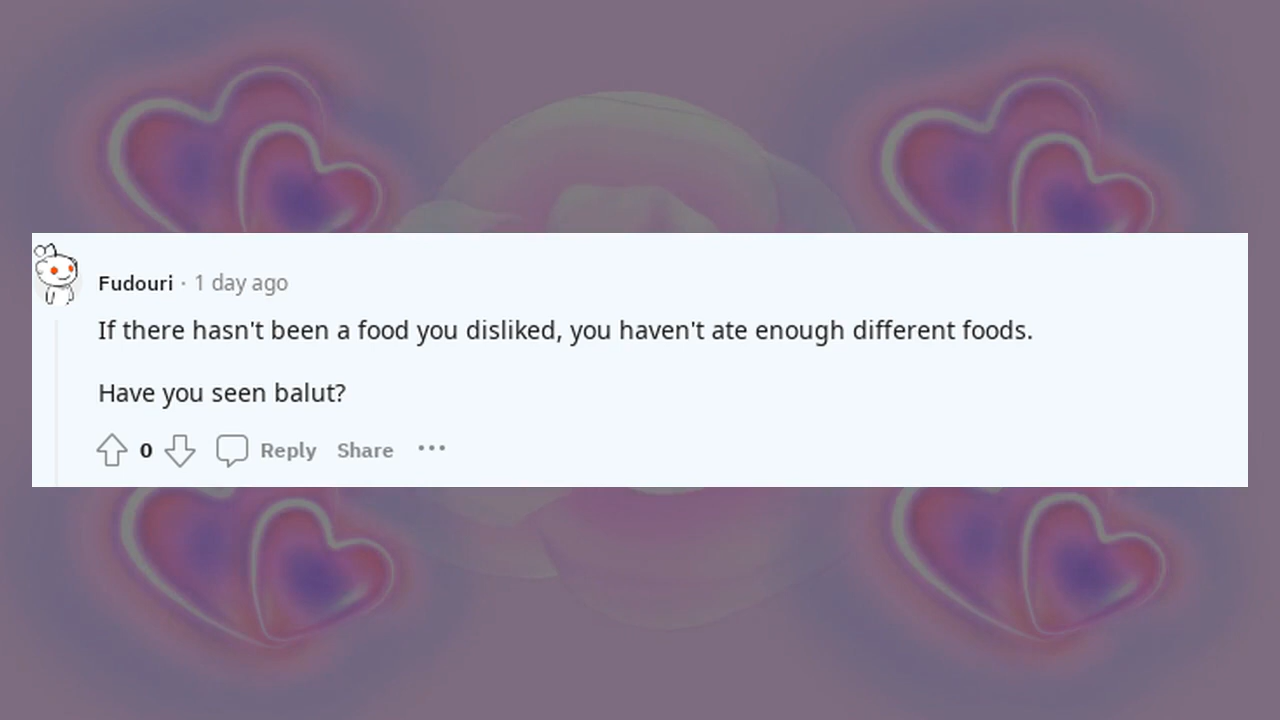 Fudouri · 1 day ago
If there hasn't been a food you disliked, you haven't ate enough different foods.
Have you seen balut?
0 Reply Share ···